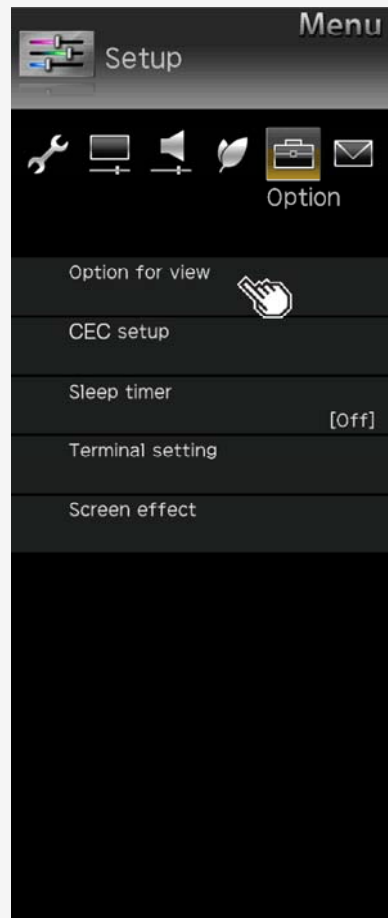 Menu
Setup
Option
Option for view
CEC setup
Sleep timer
[Off]
Terminal setting
Screen effect